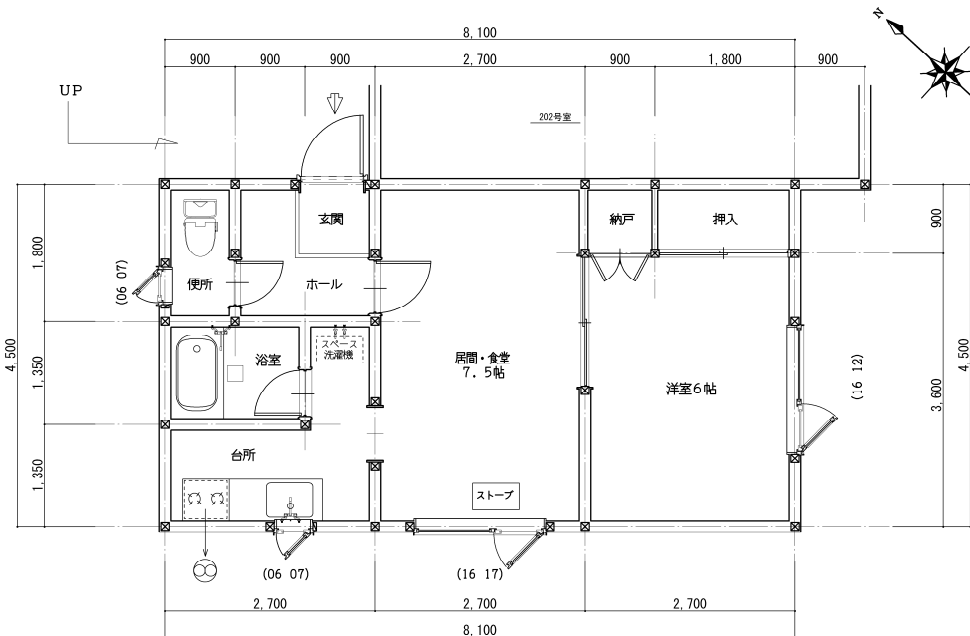 N
8,100
900
900
900
2,700
900
1,800
900
UP
202号室
玄関
納戸
押入
900
1,800
便所
ホール
(06 07)
スペース
洗濯機
浴室
居間・食堂
7.5帖
洋室6帖
(16 12)
4,500
1,350
3,600
4,500
台所
1,350
ストーブ
(06 07)
(16 17)
2,700
2,700
2,700
8,100